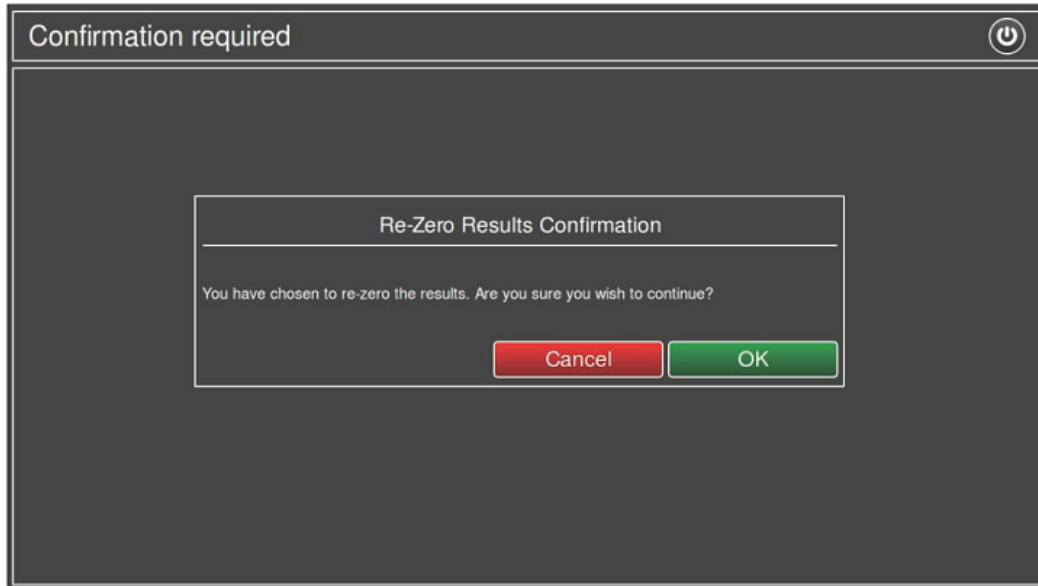 Confirmation required
Re-Zero Results Confirmation
You have chosen to re-zero the results. Are you sure you wish to continue?
Cancel OK